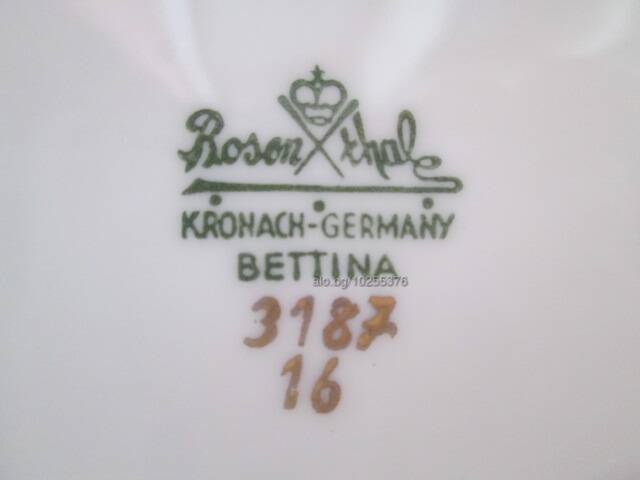 Rosenthal
KRONACH-GERMANY
BETTINA
alo.bg/10255376
3187
16